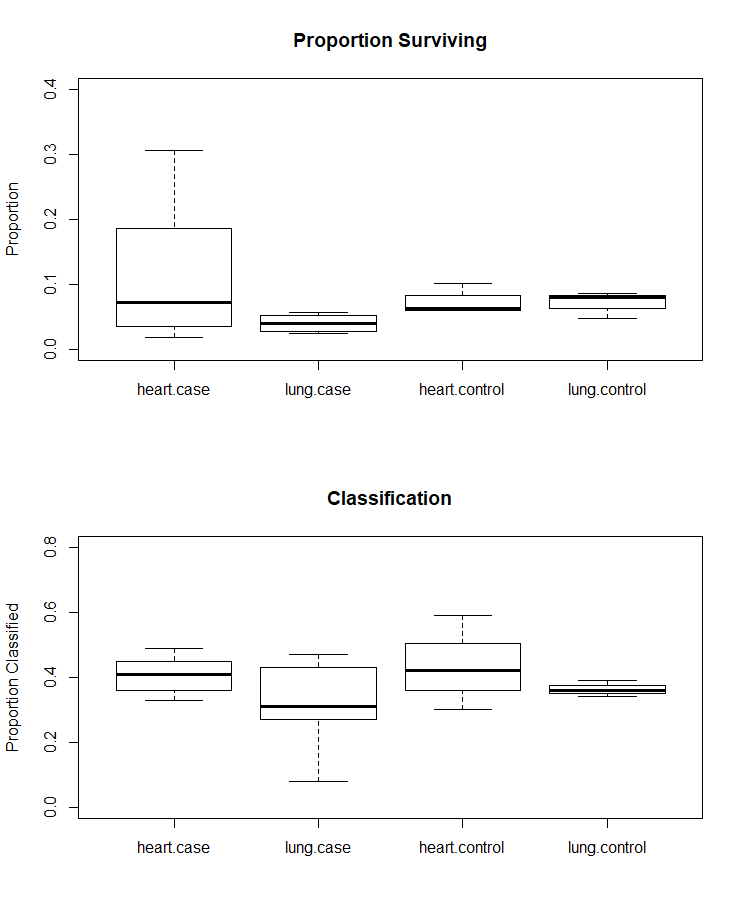 Proportion Surviving
0.4
0.3
0.2
0.1
0.0
Proportion
heart.case lung.case heart.control lung.control
Classification
0.8
0.6
0.4
0.2
0.0
Proportion Classified
heart.case lung.case heart.control lung.control